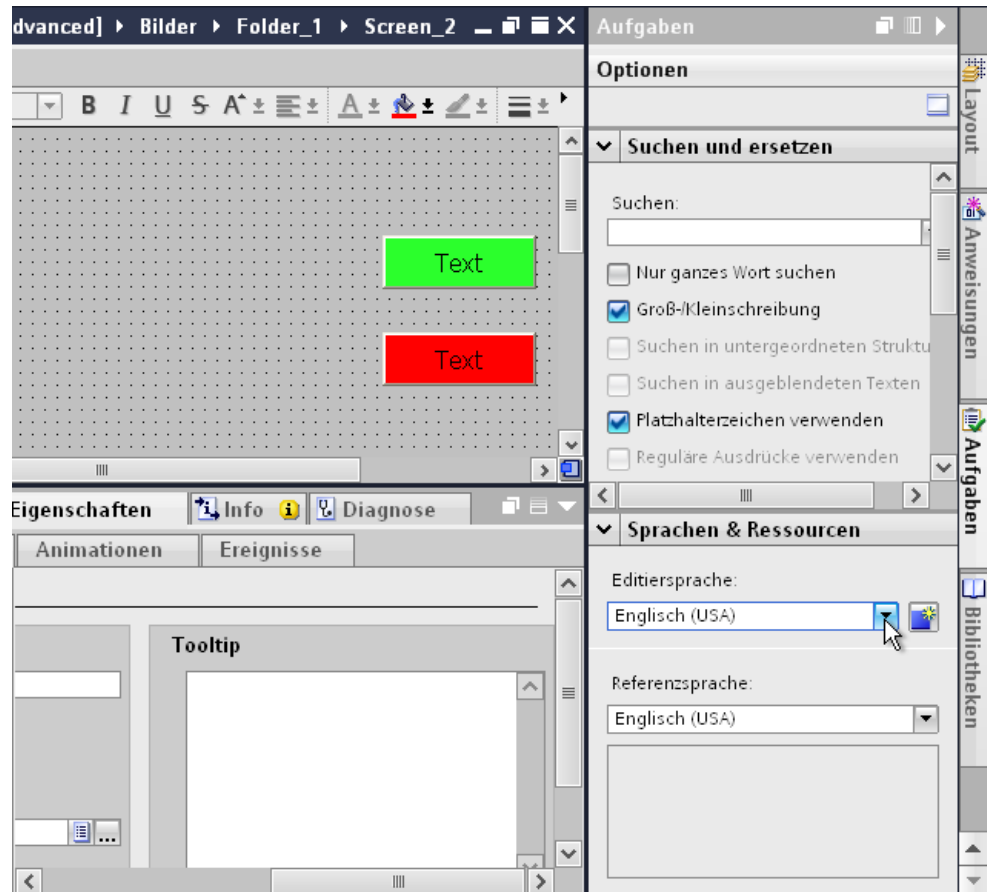 dvanced] Bilder Folder_1 Screen_2
B I U S A A
Text
Text
Eigenschaften Info Diagnose
Animationen Ereignisse
Tooltip
...
Aufgaben
Optionen
Suchen und ersetzen
Suchen:
Nur ganzes Wort suchen
Groß-/Kleinschreibung
Suchen in untergeordneten Struktu
Suchen in ausgeblendeten Texten
Platzhalterzeichen verwenden
Reguläre Ausdrücke verwenden
Sprachen & Ressourcen
Editiersprache:
Englisch (USA)
Referenzsprache:
Englisch (USA)
Layout
Anweisungen
Aufgaben
Bibliotheken